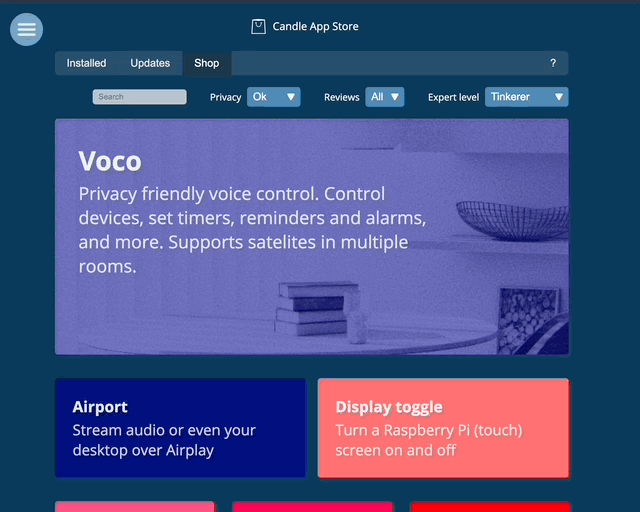 Candle App Store
Installed
Updates
Shop
?
Search
Privacy
Ok
Reviews
All
Expert level
Tinkerer
Voco
Privacy friendly voice control. Control
devices, set timers, reminders and alarms,
and more. Supports satelites in multiple
rooms.
Airport
Stream audio or even your
desktop over Airplay
Display toggle
Turn a Raspberry Pi (touch)
screen on and off